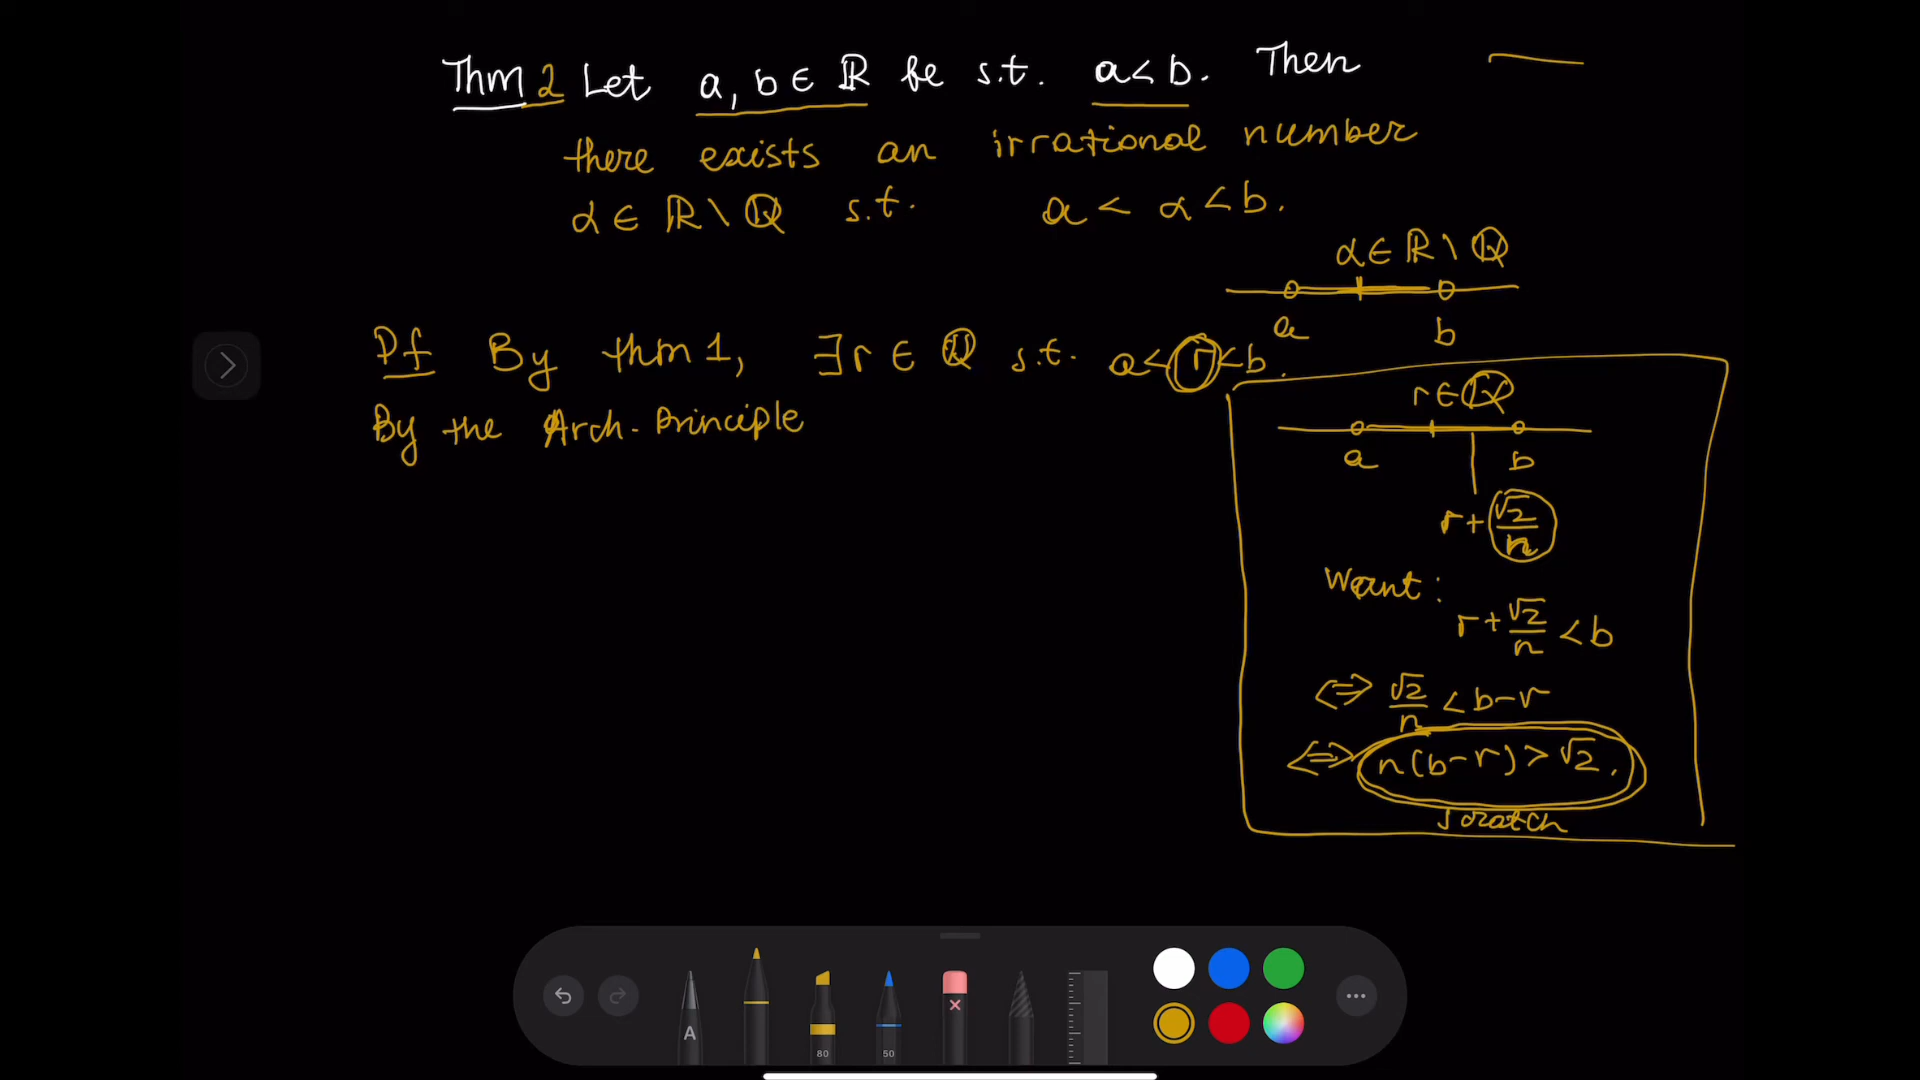 Thm 2 Let a, b ∈ ℝ be s.t. a < b. Then
there exists an irrational number
α ∈ ℝ \ ℚ s.t. a < α < b.
α ∈ ℝ \ ℚ
a b
Pf By thm 1, ∃ r ∈ ℚ s.t. a < r < b.
By the Arch. Principle
r ∈ ℚ
a b
r + √2/n
Want:
r + √2/n < b
⇔ √2/n < b - r
⇔ n(b - r) > √2.
scratch
A
80
50